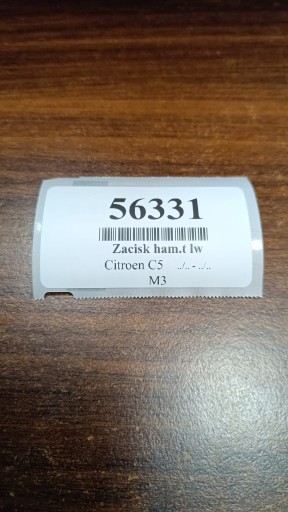 56331
Zacisk ham.t lw
Citroen C5 ../.. - ../..
M3